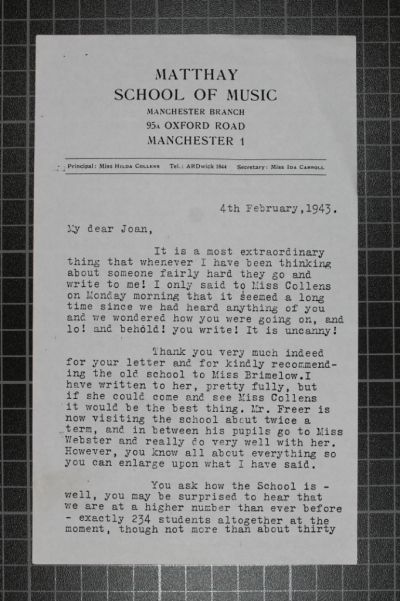 MATTHAY
SCHOOL OF MUSIC
MANCHESTER BRANCH
95A OXFORD ROAD
MANCHESTER 1
Principal: Miss HILDA COLLENS Tel.: ARDwick 1844 Secretary: Miss IDA CARROLL
4th February,1943.
My dear Joan,
It is a most extraordinary
thing that whenever I have been thinking
about someone fairly hard they go and
write to me! I only said to Miss Collens
on Monday morning that it seemed a long
time since we had heard anything of you
and we wondered how you were going on, and
lo! and behold! you write! It is uncanny!
Thank you very much indeed
for your letter and for kindly recommend-
ing the old school to Miss Brimelow.I
have written to her, pretty fully, but
if she could come and see Miss Collens
it would be the best thing. Mr. Freer is
now visiting the school about twice a
term, and in between his pupils go to Miss
Webster and really do very well with her.
However, you know all about everything so
you can enlarge upon what I have said.
You ask how the School is -
well, you may be surprised to hear that
we are at a higher number than ever before
- exactly 234 students altogether at the
moment, though not more than about thirty